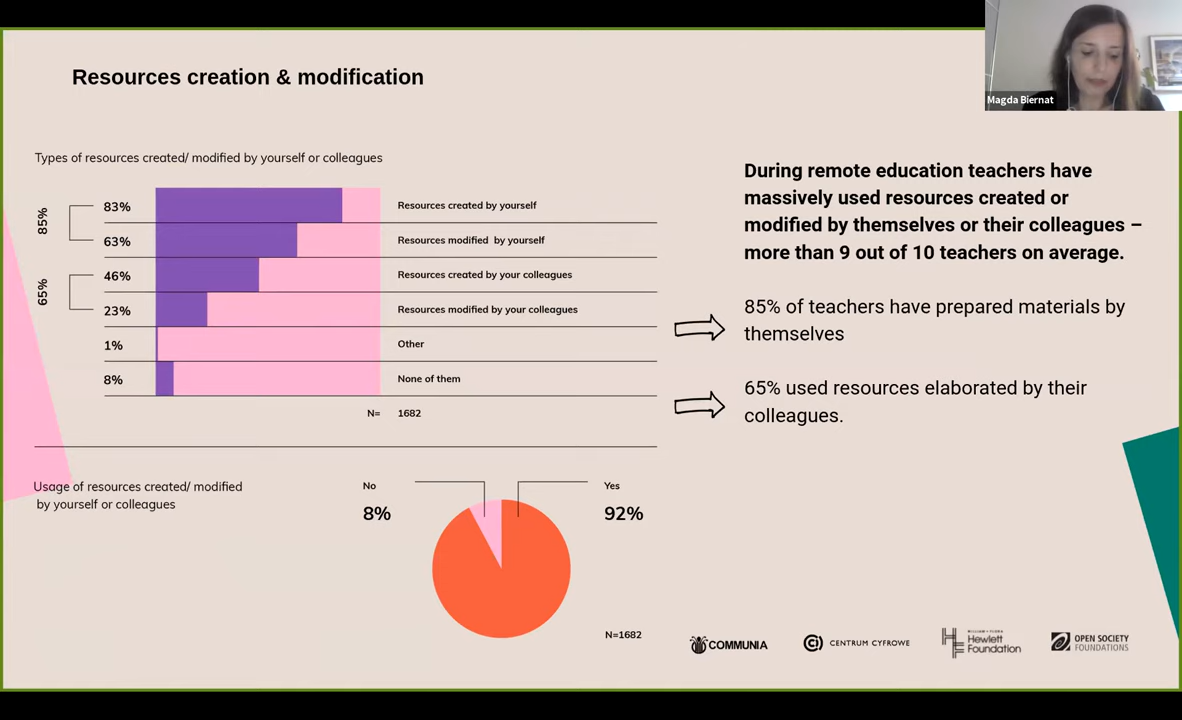 Magda Biernat
Resources creation & modification
Types of resources created/ modified by yourself or colleagues
85%
83% Resources created by yourself
63% Resources modified by yourself
65%
46% Resources created by your colleagues
23% Resources modified by your colleagues
1% Other
8% None of them
N= 1682
Usage of resources created/ modified
by yourself or colleagues
No
8%
Yes
92%
N=1682
During remote education teachers have
massively used resources created or
modified by themselves or their colleagues –
more than 9 out of 10 teachers on average.
85% of teachers have prepared materials by
themselves
65% used resources elaborated by their
colleagues.
COMMUNIA
CENTRUM CYFROWE
WILLIAM + FLORA
Hewlett
Foundation
OPEN SOCIETY
FOUNDATIONS